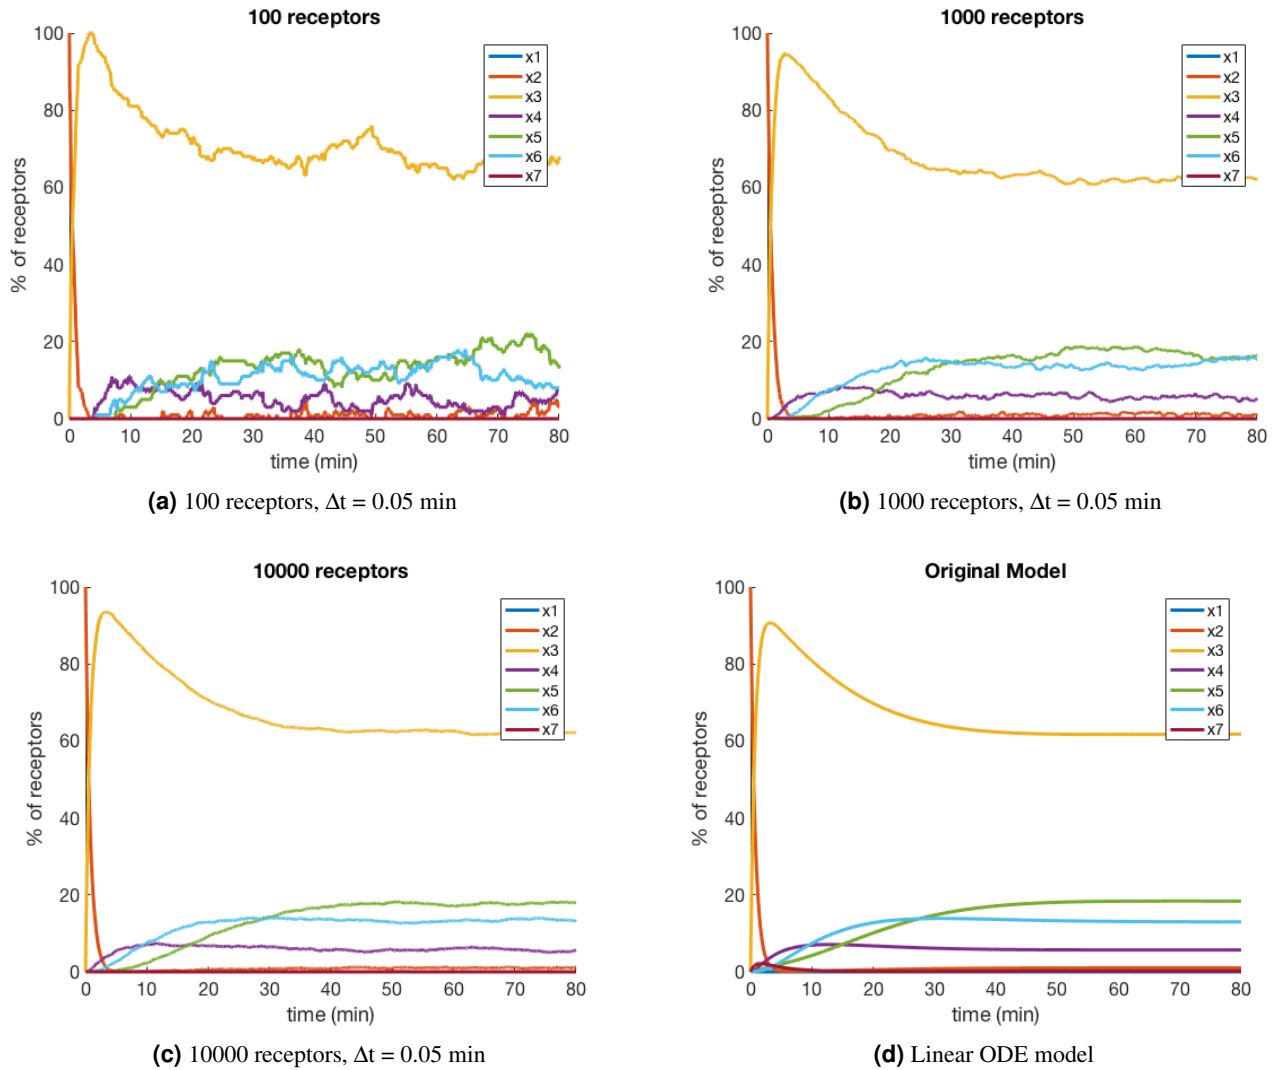 100 receptors
100
80
60
40
20
0
% of receptors
0 10 20 30 40 50 60 70 80
time (min)
x1
x2
x3
x4
x5
x6
x7
(a) 100 receptors, Δt = 0.05 min
1000 receptors
100
80
60
40
20
0
% of receptors
0 10 20 30 40 50 60 70 80
time (min)
x1
x2
x3
x4
x5
x6
x7
(b) 1000 receptors, Δt = 0.05 min
10000 receptors
100
80
60
40
20
0
% of receptors
0 10 20 30 40 50 60 70 80
time (min)
x1
x2
x3
x4
x5
x6
x7
(c) 10000 receptors, Δt = 0.05 min
Original Model
100
80
60
40
20
0
% of receptors
0 10 20 30 40 50 60 70 80
time (min)
x1
x2
x3
x4
x5
x6
x7
(d) Linear ODE model